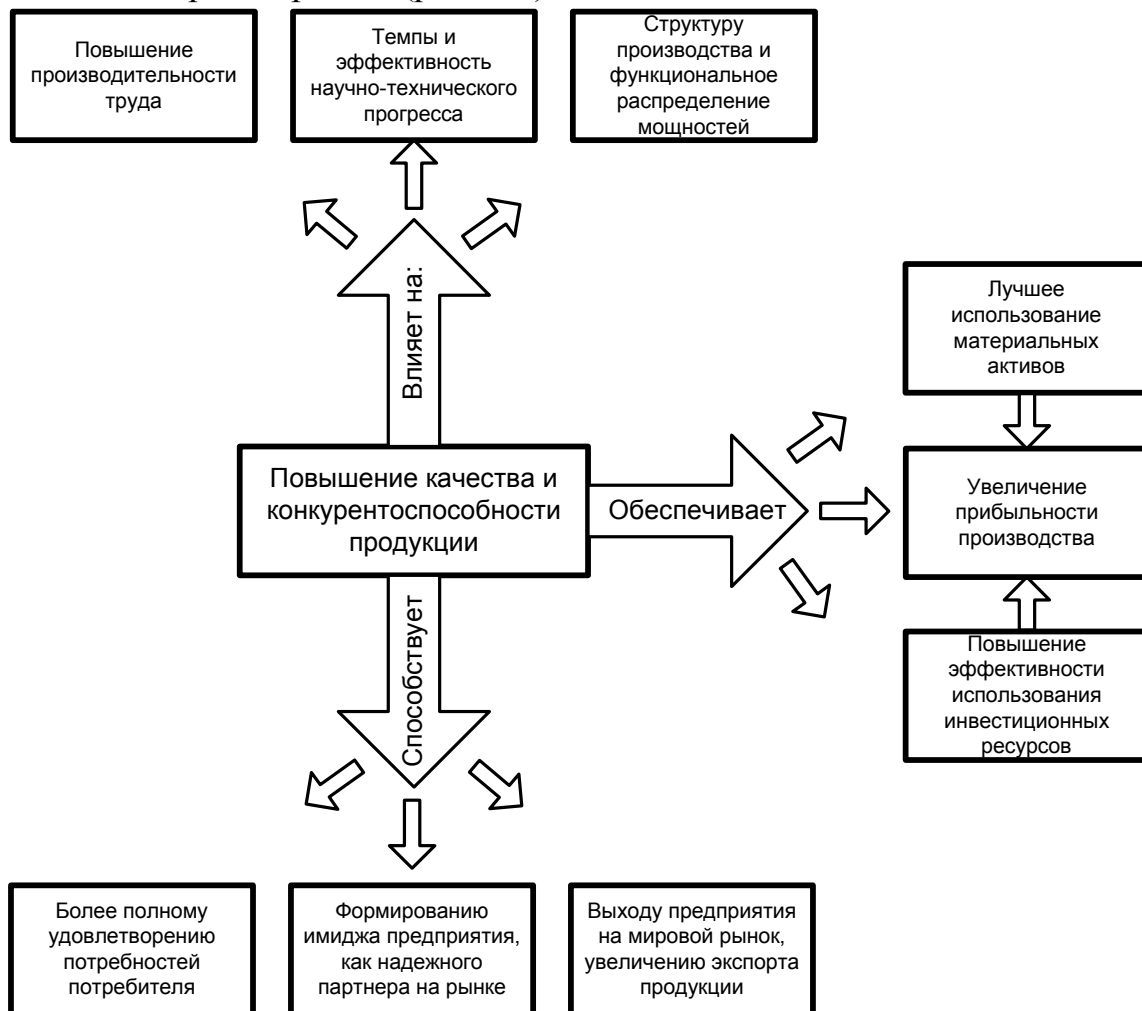 Повышение
производительности
труда
Темпы и
эффективность
научно-технического
прогресса
Структуру
производства и
функциональное
распределение
мощностей
Влияет на:
Лучшее
использование
материальных
активов
Повышение качества и
конкурентоспособности
продукции
Обеспечивает
Увеличение
прибыльности
производства
Способствует
Повышение
эффективности
использования
инвестиционных
ресурсов
Более полному
удовлетворению
потребностей
потребителя
Формированию
имиджа предприятия,
как надежного
партнера на рынке
Выходу предприятия
на мировой рынок,
увеличению экспорта
продукции